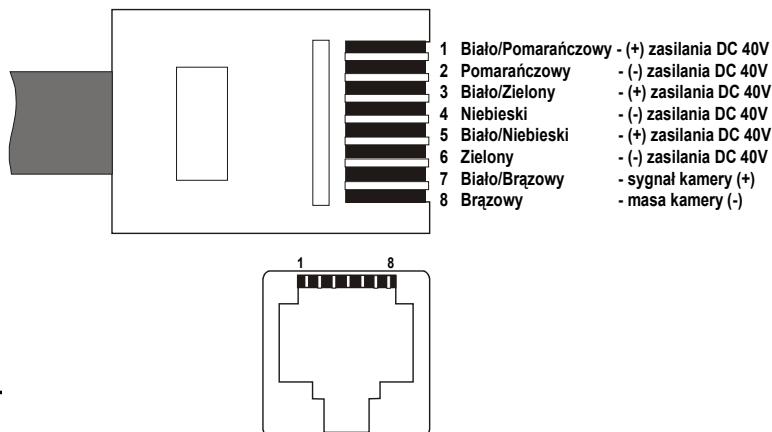 1 Biało/Pomarańczowy - (+) zasilania DC 40V
2 Pomarańczowy - (-) zasilania DC 40V
3 Biało/Zielony - (+) zasilania DC 40V
4 Niebieski - (-) zasilania DC 40V
5 Biało/Niebieski - (+) zasilania DC 40V
6 Zielony - (-) zasilania DC 40V
7 Biało/Brązowy - sygnał kamery (+)
8 Brązowy - masa kamery (-)
1 8